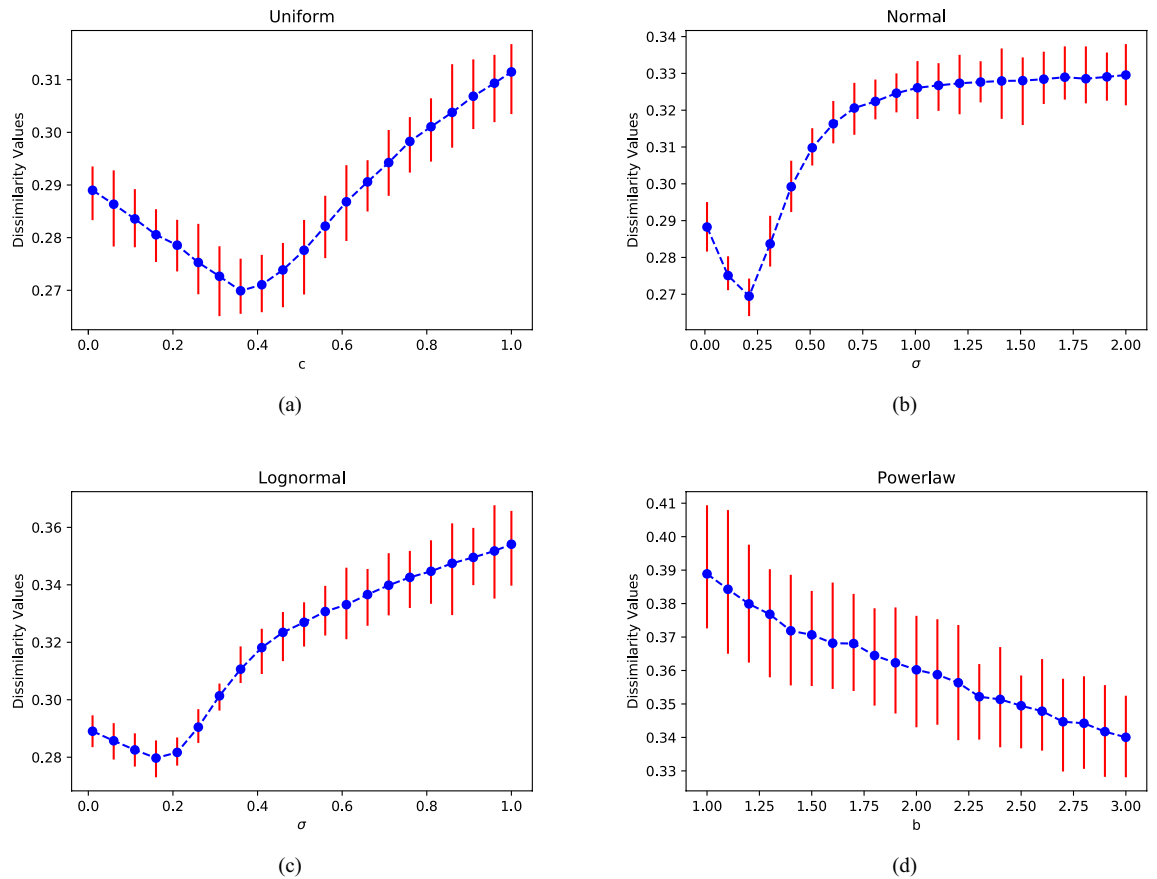 Uniform
Dissimilarity Values
0.31
0.30
0.29
0.28
0.27
0.0 0.2 0.4 0.6 0.8 1.0
c
(a)
Normal
Dissimilarity Values
0.34
0.33
0.32
0.31
0.30
0.29
0.28
0.27
0.00 0.25 0.50 0.75 1.00 1.25 1.50 1.75 2.00
σ
(b)
Lognormal
Dissimilarity Values
0.36
0.34
0.32
0.30
0.28
0.0 0.2 0.4 0.6 0.8 1.0
σ
(c)
Powerlaw
Dissimilarity Values
0.41
0.40
0.39
0.38
0.37
0.36
0.35
0.34
0.33
1.00 1.25 1.50 1.75 2.00 2.25 2.50 2.75 3.00
b
(d)